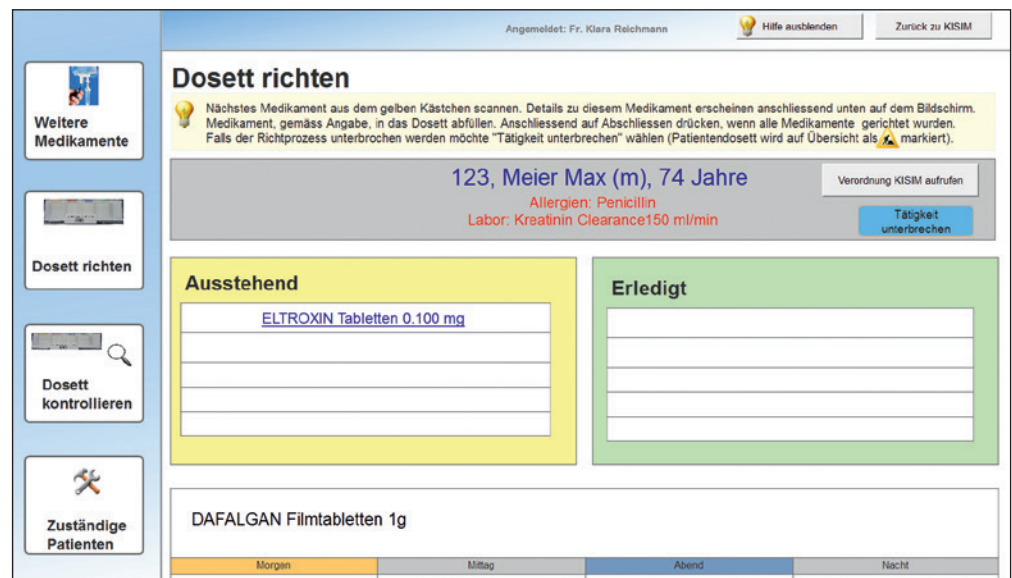 Angemeldet: Fr. Klara Reichmann
Hilfe ausblenden
Zurück zu KISIM
Weitere
Medikamente
Dosett richten
Dosett
kontrollieren
Zuständige
Patienten
Dosett richten
Nächstes Medikament aus dem gelben Kästchen scannen. Details zu diesem Medikament erscheinen anschliessend unten auf dem Bildschirm.
Medikament, gemäss Angabe, in das Dosett abfüllen. Anschliessend auf Abschliessen drücken, wenn alle Medikamente gerichtet wurden.
Falls der Richtprozess unterbrochen werden möchte "Tätigkeit unterbrechen" wählen (Patientendosett wird auf Übersicht als markiert).
123, Meier Max (m), 74 Jahre
Allergien: Penicillin
Labor: Kreatinin Clearance150 ml/min
Verordnung KISIM aufrufen
Tätigkeit
unterbrechen
Ausstehend
ELTROXIN Tabletten 0.100 mg
Erledigt
DAFALGAN Filmtabletten 1g
Morgen Mittag Abend Nacht